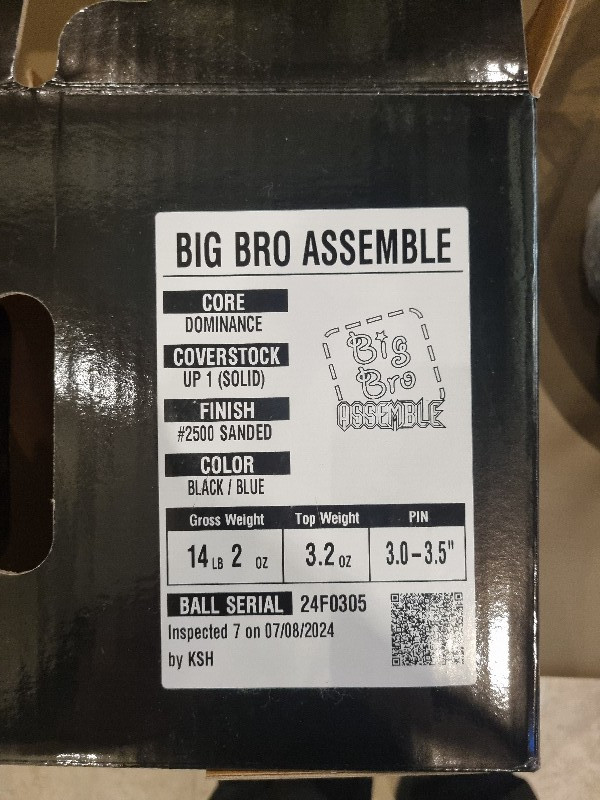 BIG BRO ASSEMBLE
CORE
DOMINANCE
COVERSTOCK
UP 1 (SOLID)
FINISH
#2500 SANDED
COLOR
BLACK / BLUE
Big
Bro
ASSEMBLE
Gross Weight Top Weight PIN
14 LB 2 OZ 3.2 OZ 3.0-3.5"
BALL SERIAL 24F0305
Inspected 7 on 07/08/2024
by KSH